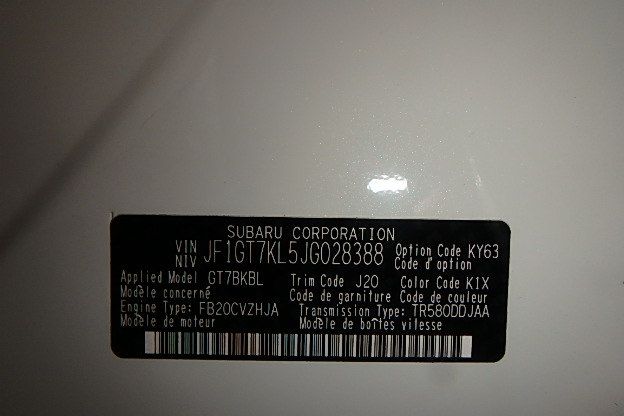 SUBARU CORPORATION
VIN JF1GT7KL5JG028388 Option Code KY63
NIV Code d'option
Applied Model GT7BKBL Trim Code J20 Color Code K1X
Modèle concerné Code de garniture Code de couleur
Engine Type: FB20CVZHJA Transmission Type: TR580DDJAA
Modèle de moteur Modèle de boîtes vitesse